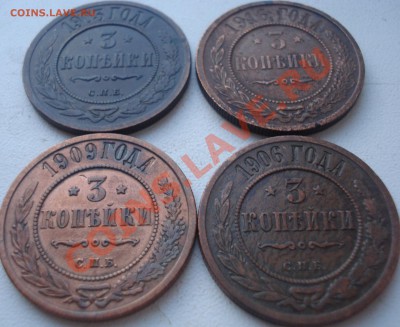 COINS.LAVE.RU
3
КОПѢЙКИ
С.П.Б.
3
КОПѢЙКИ
1909 ГОДА
3
КОПѢЙКИ
С.П.Б.
1906 ГОДА
3
КОПѢЙКИ
С.П.Б.
COINS.LAVE.RU